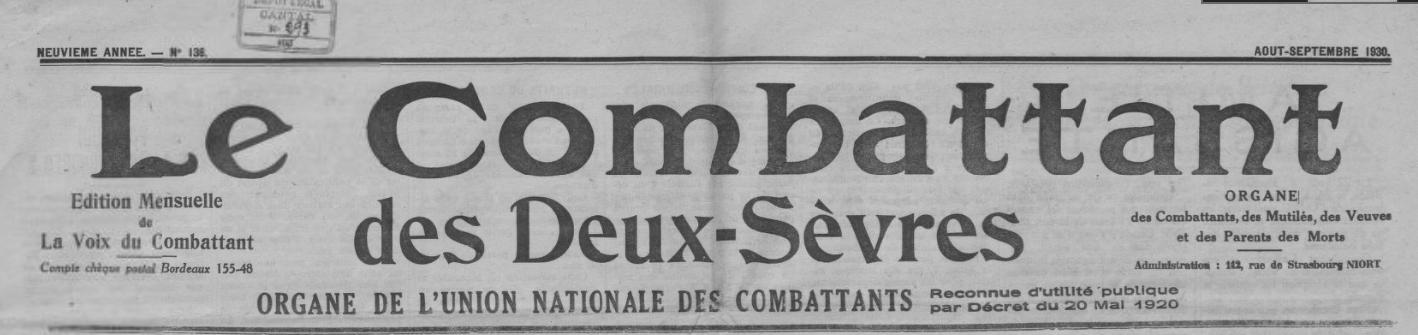 DEPOT LEGAL
CANTAL
NEUVIEME ANNEE. — N° 136.
AOUT-SEPTEMBRE 1930.
Le Combattant
des Deux-Sèvres
Edition Mensuelle
de
La Voix du Combattant
Compte chèque postal Bordeaux 155-48
ORGANE
des Combattants, des Mutilés, des Veuves
et des Parents des Morts
Administration : 112, rue de Strasbourg NIORT
ORGANE DE L'UNION NATIONALE DES COMBATTANTS
Reconnue d'utilité publique
par Décret du 20 Mai 1920